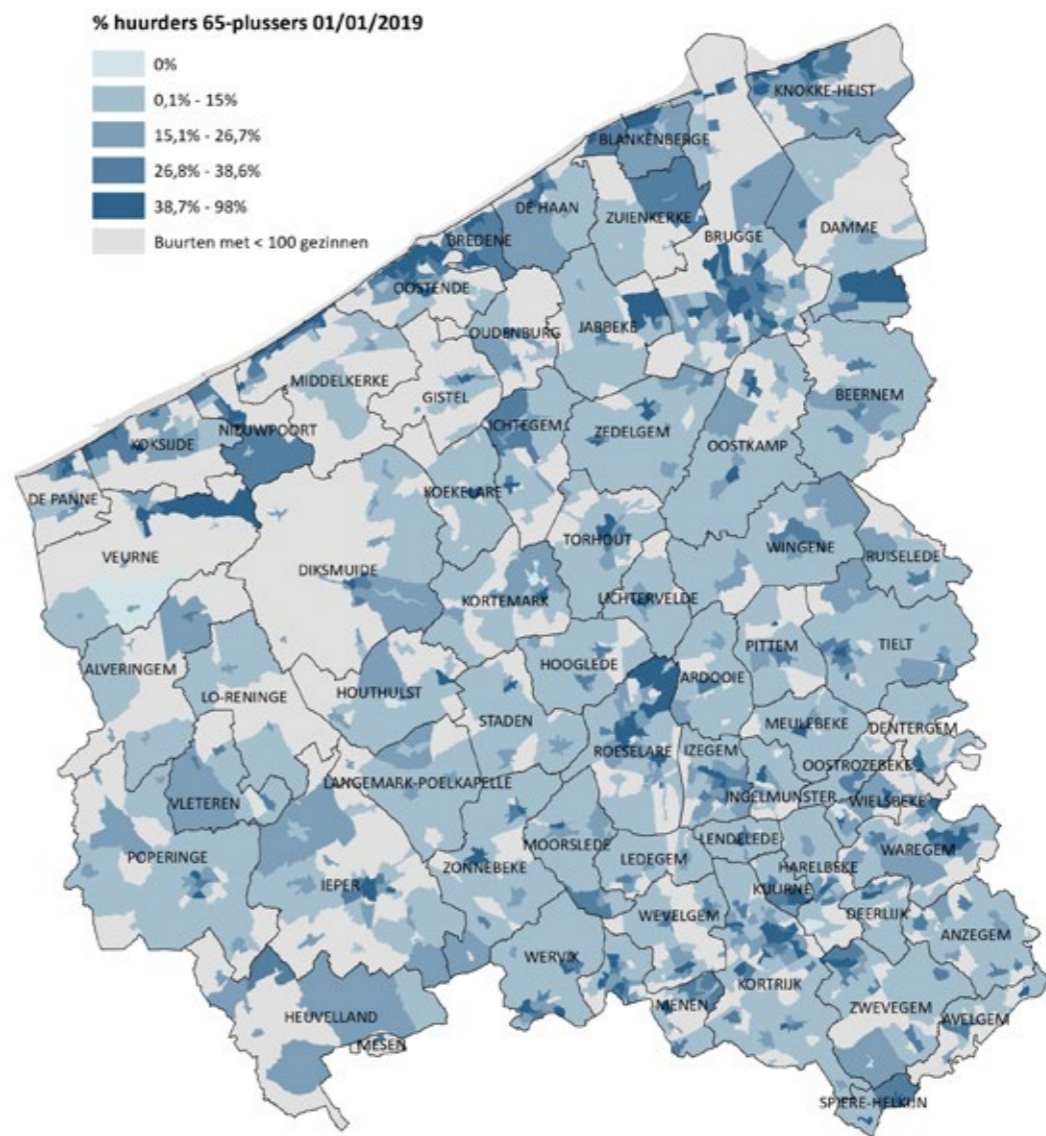 % huurders 65-plussers 01/01/2019
0%
0,1% - 15%
15,1% - 26,7%
26,8% - 38,6%
38,7% - 98%
Buurten met < 100 gezinnen
KNOKKE-HEIST
BLANKENBERGE
DE HAAN
ZUIENKERKE
BRUGGE
DAMME
BREDENE
OOSTENDE
OUDENBURG
JABBEKE
MIDDELKERKE
GISTEL
BEERNEM
NIEUWPOORT
ICHTEGEM
ZEDELGEM
OOSTKAMP
KOKSIJDE
DE PANNE
KOEKELARE
VEURNE
TORHOUT
WINGENE
RUISELEDE
DIKSMUIDE
KORTEMARK
LICHTERVELDE
ALVERINGEM
LO-RENINGE
HOUTHULST
HOOGLEDE
ARDOOIE
PITTEM
TIELT
STADEN
MEULEBEKE
DENTERGEM
ROESELARE
IZEGEM
OOSTROZEBEKE
LANGEMARK-POELKAPELLE
VLETEREN
INGELMUNSTER
WIELSBEKE
MOORSLEDE
LENDELEDE
WAREGEM
POPERINGE
ZONNEBEKE
LEDEGEM
HARELBEKE
IEPER
KUURNE
WEVELGEM
DEERLIJK
ANZEGEM
WERVIK
KORTRIJK
MENEN
ZWEVEGEM
AVELGEM
HEUVELLAND
MESEN
SPIERE-HELKIJN